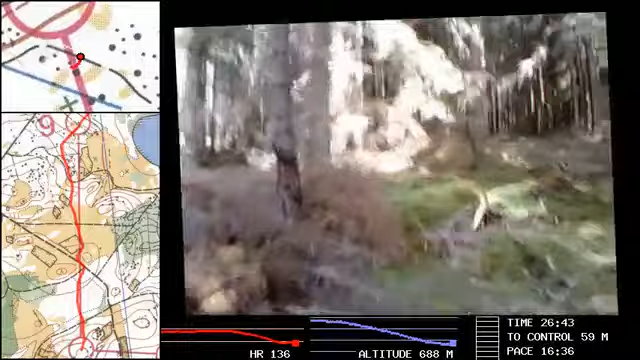 9
HR 136
ALTITUDE 688 M
TIME 26:43
TO CONTROL 59 M
PACE 16:36